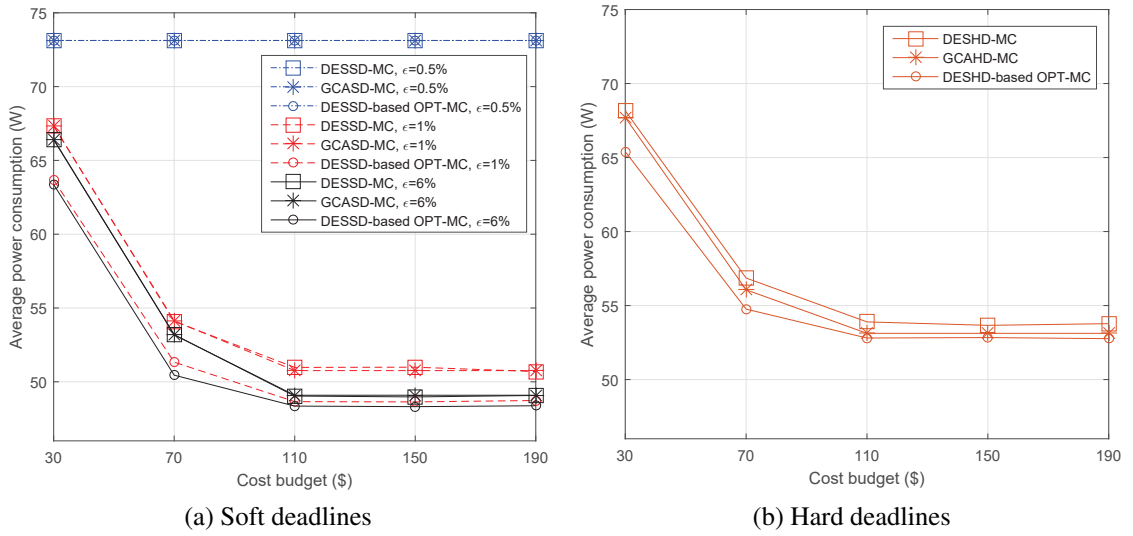 75
70
65
60
55
50
30
70
110
150
190
Average power consumption (W)
Cost budget ($)
DESSD-MC, ϵ=0.5%
GCASD-MC, ϵ=0.5%
DESSD-based OPT-MC, ϵ=0.5%
DESSD-MC, ϵ=1%
GCASD-MC, ϵ=1%
DESSD-based OPT-MC, ϵ=1%
DESSD-MC, ϵ=6%
GCASD-MC, ϵ=6%
DESSD-based OPT-MC, ϵ=6%
(a) Soft deadlines
75
70
65
60
55
50
30
70
110
150
190
Average power consumption (W)
Cost budget ($)
DESHD-MC
GCAHD-MC
DESHD-based OPT-MC
(b) Hard deadlines